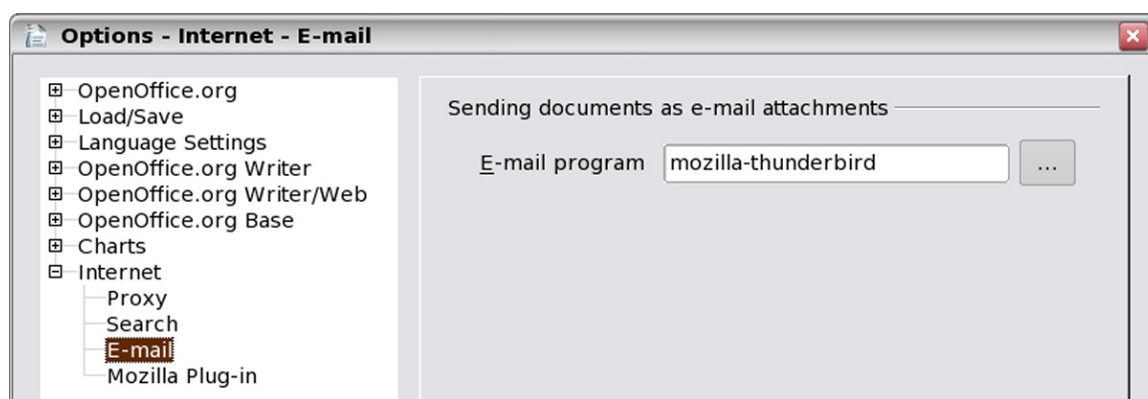 Options - Internet - E-mail
OpenOffice.org
Load/Save
Language Settings
OpenOffice.org Writer
OpenOffice.org Writer/Web
OpenOffice.org Base
Charts
Internet
Proxy
Search
E-mail
Mozilla Plug-in
Sending documents as e-mail attachments
E-mail program mozilla-thunderbird ...